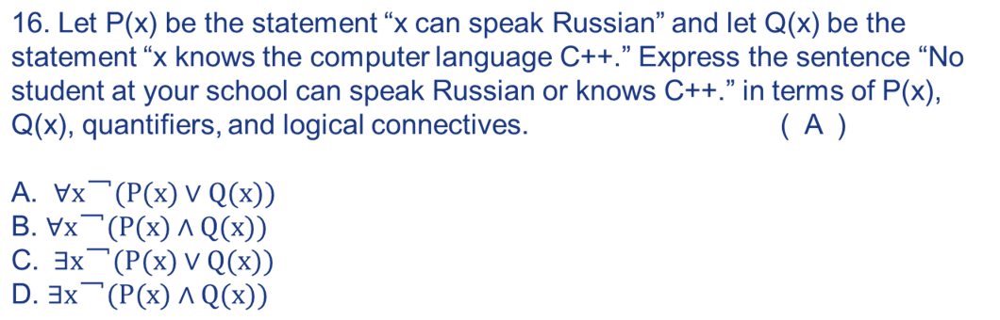 16. Let P(x) be the statement “x can speak Russian” and let Q(x) be the
statement “x knows the computer language C++.” Express the sentence “No
student at your school can speak Russian or knows C++.” in terms of P(x),
Q(x), quantifiers, and logical connectives. ( A )
A. ∀x¬(P(x) ∨ Q(x))
B. ∀x¬(P(x) ∧ Q(x))
C. ∃x¬(P(x) ∨ Q(x))
D. ∃x¬(P(x) ∧ Q(x))